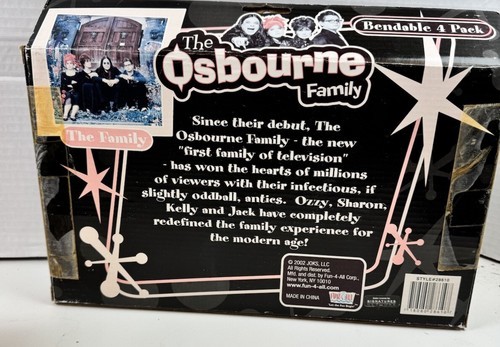 The
Osbourne
Family
Bendable 4 Pack
The Family
Since their debut, The
Osbourne Family - the new
"first family of television"
- has won the hearts of millions
of viewers with their infectious, if
slightly oddball, antics. Ozzy, Sharon,
Kelly and Jack have completely
redefined the family experience for
the modern age!
© 2002 JOKS, LLC
All Rights Reserved.
Mfd. and dist. by Fun-4-All Corp.,
New York, NY 10010
www.fun-4-all.com
MADE IN CHINA
SIGNATURES
STYLE#28610